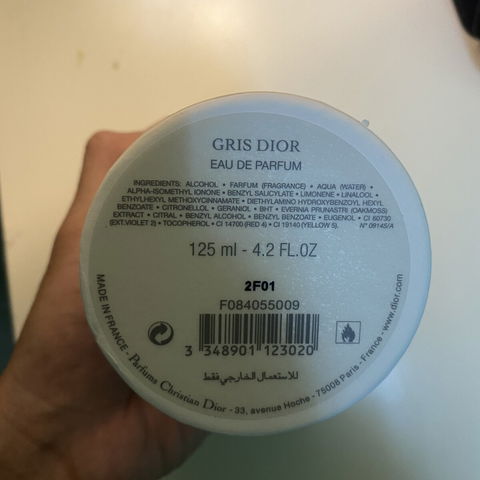 GRIS DIOR
EAU DE PARFUM
INGREDIENTS: ALCOHOL • PARFUM (FRAGRANCE) • AQUA (WATER) •
ALPHA-ISOMETHYL IONONE • BENZYL SALICYLATE • LIMONENE • LINALOOL •
ETHYLHEXYL METHOXYCINNAMATE • DIETHYLAMINO HYDROXYBENZOYL HEXYL
BENZOATE • CITRONELLOL • GERANIOL • BHT • EVERNIA PRUNASTRI (OAKMOSS)
EXTRACT • CITRAL • BENZYL ALCOHOL • BENZYL BENZOATE • EUGENOL • CI 60730
(EXT. VIOLET 2) • TOCOPHEROL • CI 14700 (RED 4) • CI 19140 (YELLOW 5). N° 09145/A
125 ml - 4.2 FL.OZ
2F01
F084055009
3 348901 123020
للاستعمال الخارجي فقط
MADE IN FRANCE - Parfums Christian Dior - 33, avenue Hoche - 75008 Paris - France - www.dior.com